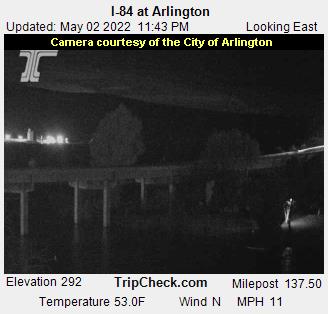 I-84 at Arlington
Updated: May 02 2022 11:43 PM Looking East
Camera courtesy of the City of Arlington
Elevation 292 TripCheck.com Milepost 137.50
Temperature 53.0F Wind N MPH 11